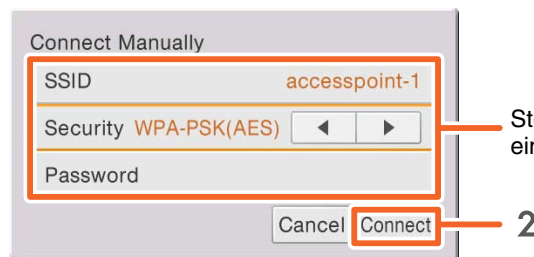 Connect Manually
SSID accesspoint-1
Security WPA-PSK(AES)
Password
Cancel Connect
2